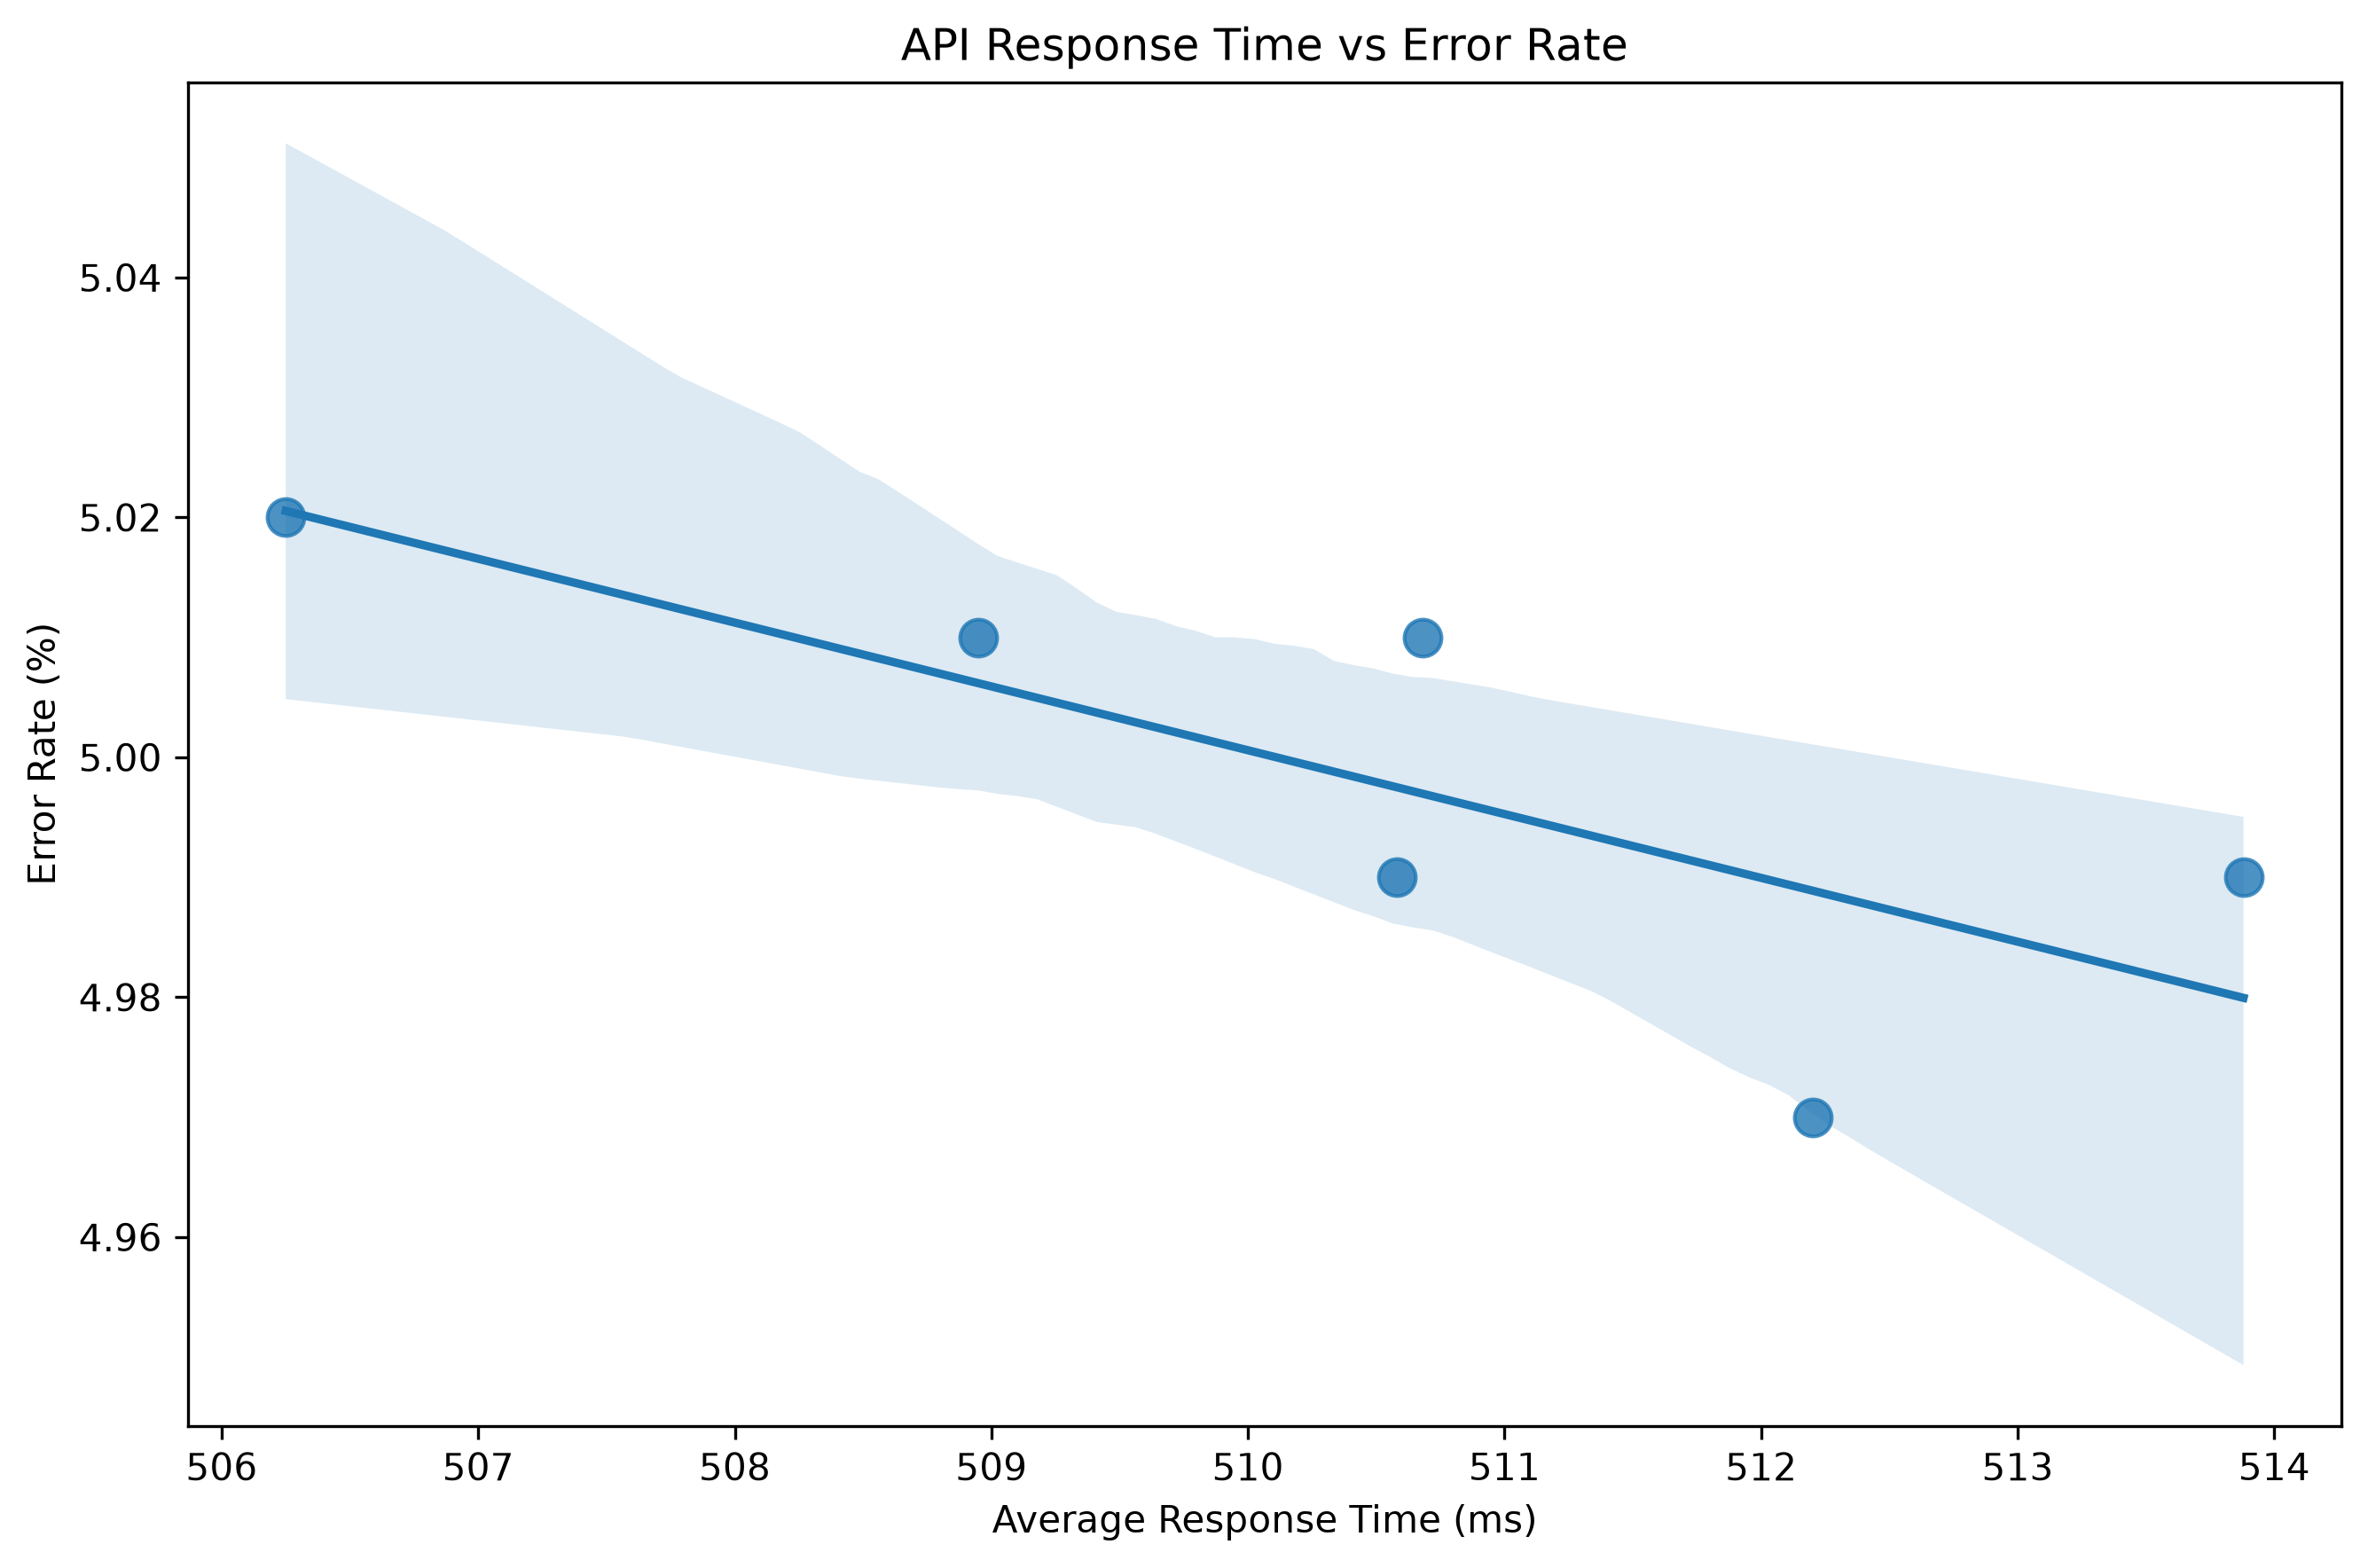 API Response Time vs Error Rate
Error Rate (%)
5.04
5.02
5.00
4.98
4.96
506 507 508 509 510 511 512 513 514
Average Response Time (ms)